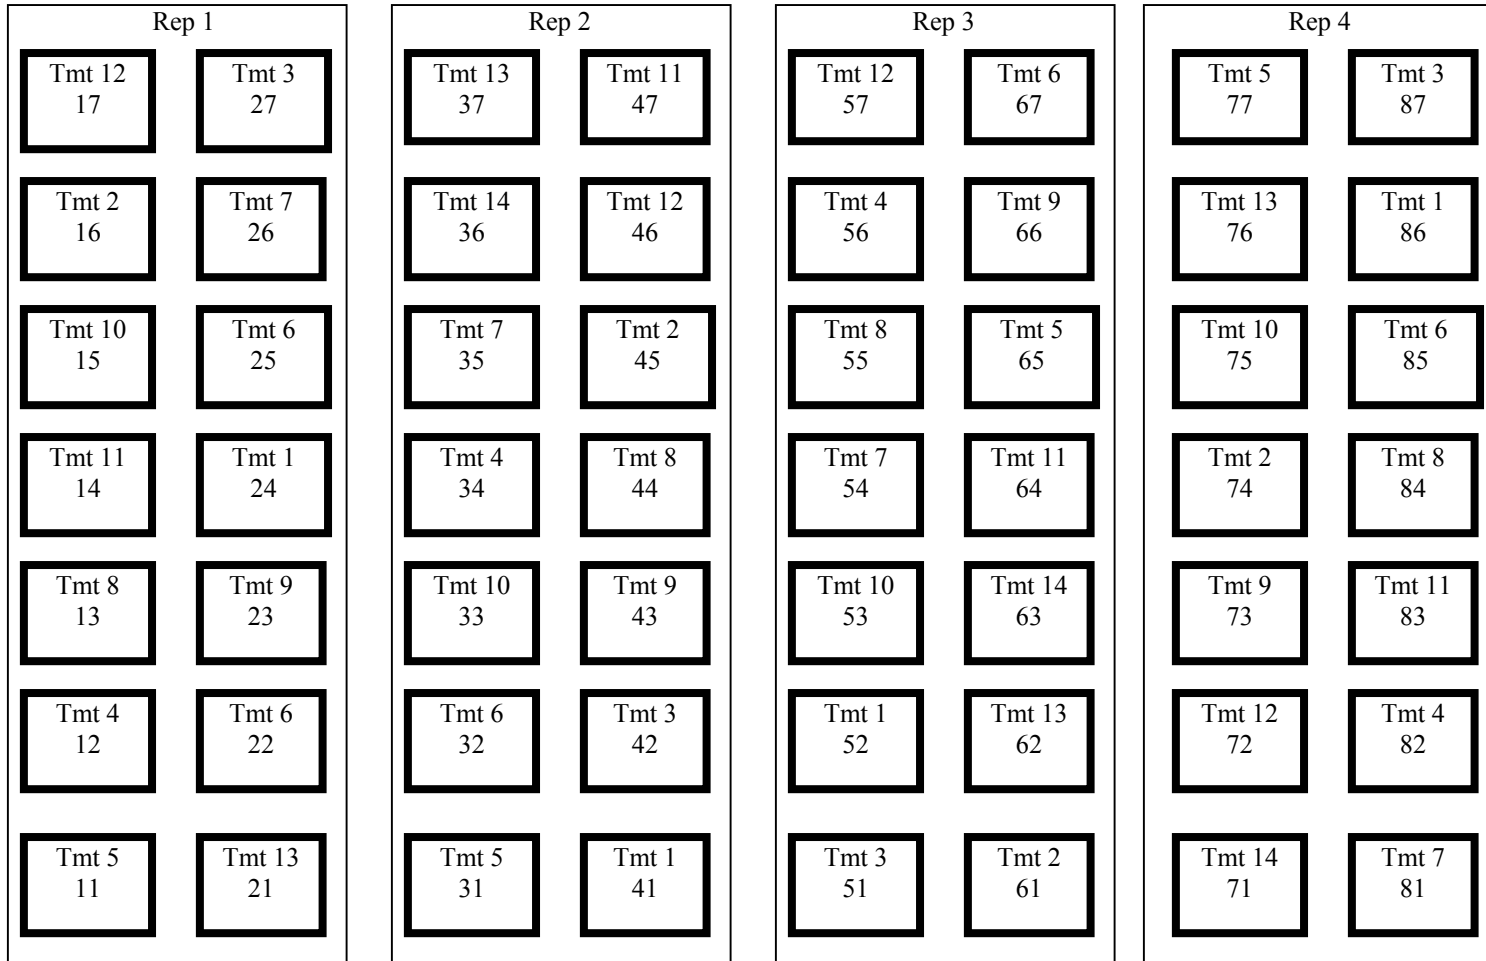 Rep 1
Rep 2
Rep 3
Rep 4
Tmt 12
17
Tmt 3
27
Tmt 13
37
Tmt 11
47
Tmt 12
57
Tmt 6
67
Tmt 5
77
Tmt 3
87
Tmt 2
16
Tmt 7
26
Tmt 14
36
Tmt 12
46
Tmt 4
56
Tmt 9
66
Tmt 13
76
Tmt 1
86
Tmt 10
15
Tmt 6
25
Tmt 7
35
Tmt 2
45
Tmt 8
55
Tmt 5
65
Tmt 10
75
Tmt 6
85
Tmt 11
14
Tmt 1
24
Tmt 4
34
Tmt 8
44
Tmt 7
54
Tmt 11
64
Tmt 2
74
Tmt 8
84
Tmt 8
13
Tmt 9
23
Tmt 10
33
Tmt 9
43
Tmt 10
53
Tmt 14
63
Tmt 9
73
Tmt 11
83
Tmt 4
12
Tmt 6
22
Tmt 6
32
Tmt 3
42
Tmt 1
52
Tmt 13
62
Tmt 12
72
Tmt 4
82
Tmt 5
11
Tmt 13
21
Tmt 5
31
Tmt 1
41
Tmt 3
51
Tmt 2
61
Tmt 14
71
Tmt 7
81